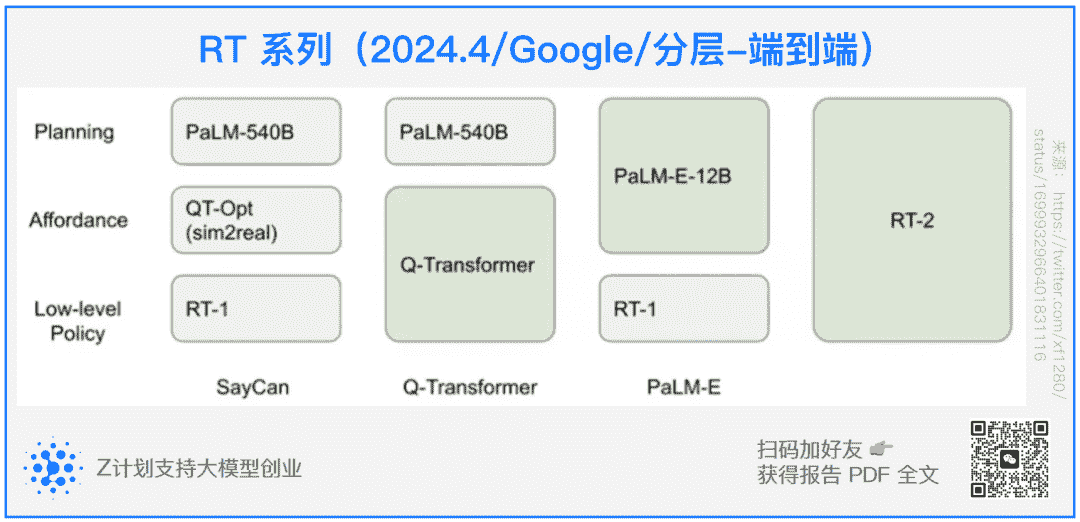 RT 系列（2024.4/Google/分层-端到端）
Planning
PaLM-540B
PaLM-540B
PaLM-E-12B
RT-2
Affordance
QT-Opt
(sim2real)
Q-Transformer
Low-level
Policy
RT-1
RT-1
SayCan
Q-Transformer
PaLM-E
来源： https://twitter.com/xf1280/
status/1699932966401831116
Z计划支持大模型创业
扫码加好友 👉
获得报告 PDF 全文